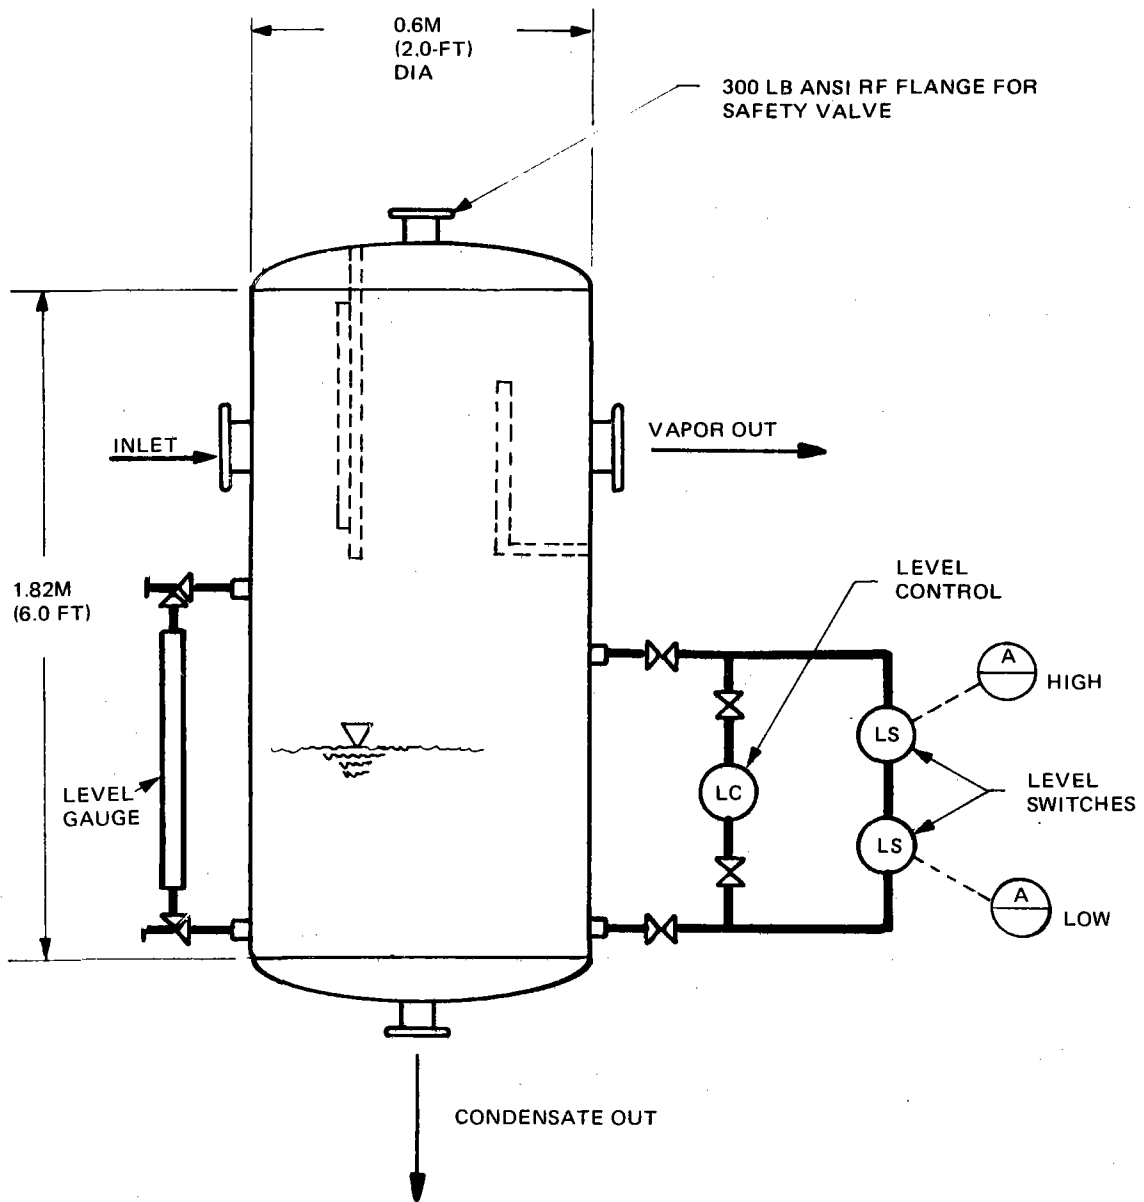 0.6M
(2.0-FT)
DIA
300 LB ANSI RF FLANGE FOR
SAFETY VALVE
INLET
VAPOR OUT
1.82M
(6.0 FT)
LEVEL
CONTROL
A
HIGH
LS
LEVEL
GAUGE
LC
LEVEL
SWITCHES
LS
A
LOW
CONDENSATE OUT